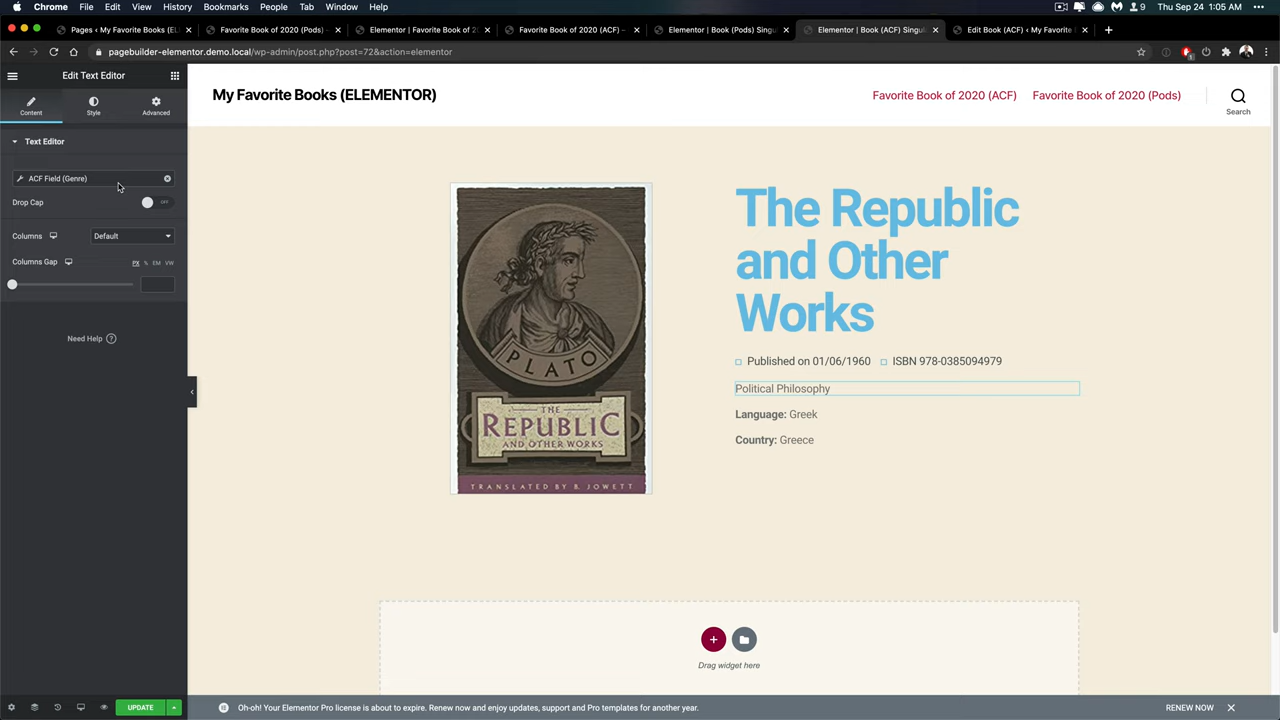 Chrome File Edit View History Bookmarks People Tab Window Help
9 Thu Sep 24 1:05 AM
Pages ‹ My Favorite Books (EL
Favorite Book of 2020 (Pods) -
Elementor | Favorite Book of 2
Favorite Book of 2020 (ACF) –
Elementor | Book (Pods) Singu
Elementor | Book (ACF) Singul
Edit Book (ACF) ‹ My Favorite
pagebuilder-elementor.demo.local/wp-admin/post.php?post=72&action=elementor
1
Edit Text Editor
Content Style Advanced
Text Editor
ACF Field (Genre)
Drop Cap OFF
Columns Default
Columns Gap PX % EM VW
Need Help
UPDATE
My Favorite Books (ELEMENTOR)
Favorite Book of 2020 (ACF) Favorite Book of 2020 (Pods)
Search
PLATO
THE
REPUBLIC
AND OTHER WORKS
TRANSLATED BY B. JOWETT
The Republic
and Other
Works
Published on 01/06/1960 ISBN 978-0385094979
Political Philosophy
Language: Greek
Country: Greece
Drag widget here
Oh-oh! Your Elementor Pro license is about to expire. Renew now and enjoy updates, support and Pro templates for another year.
RENEW NOW